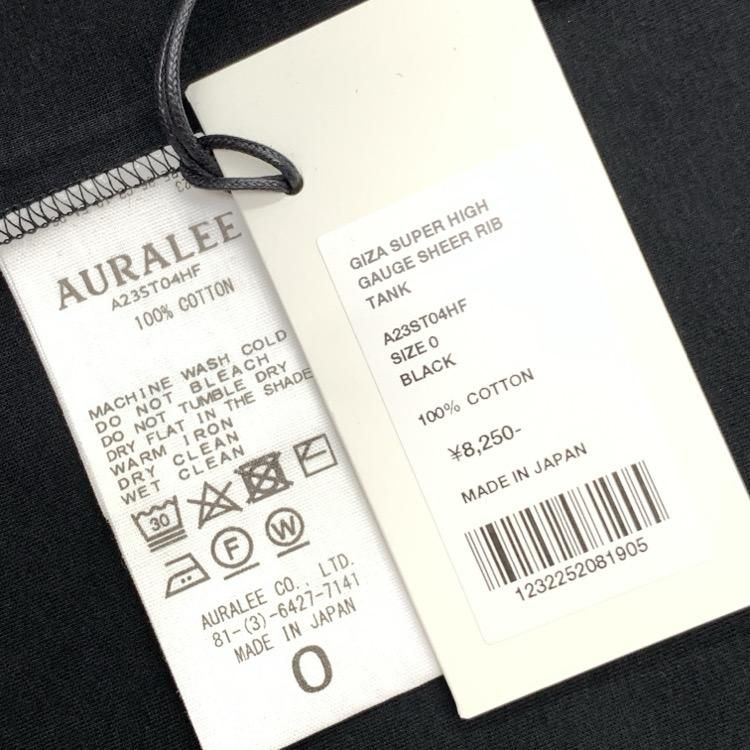 AURALEE
A23ST04HF
100% COTTON
MACHINE WASH COLD
DO NOT BLEACH
DO NOT TUMBLE DRY
DRY FLAT IN THE SHADE
WARM IRON
DRY CLEAN
WET CLEAN
30
F
W
AURALEE CO., LTD.
81-(3)-6427-7141
MADE IN JAPAN
0
GIZA SUPER HIGH
GAUGE SHEER RIB
TANK
A23ST04HF
SIZE 0
BLACK
100% COTTON
¥8,250-
MADE IN JAPAN
1232252081905